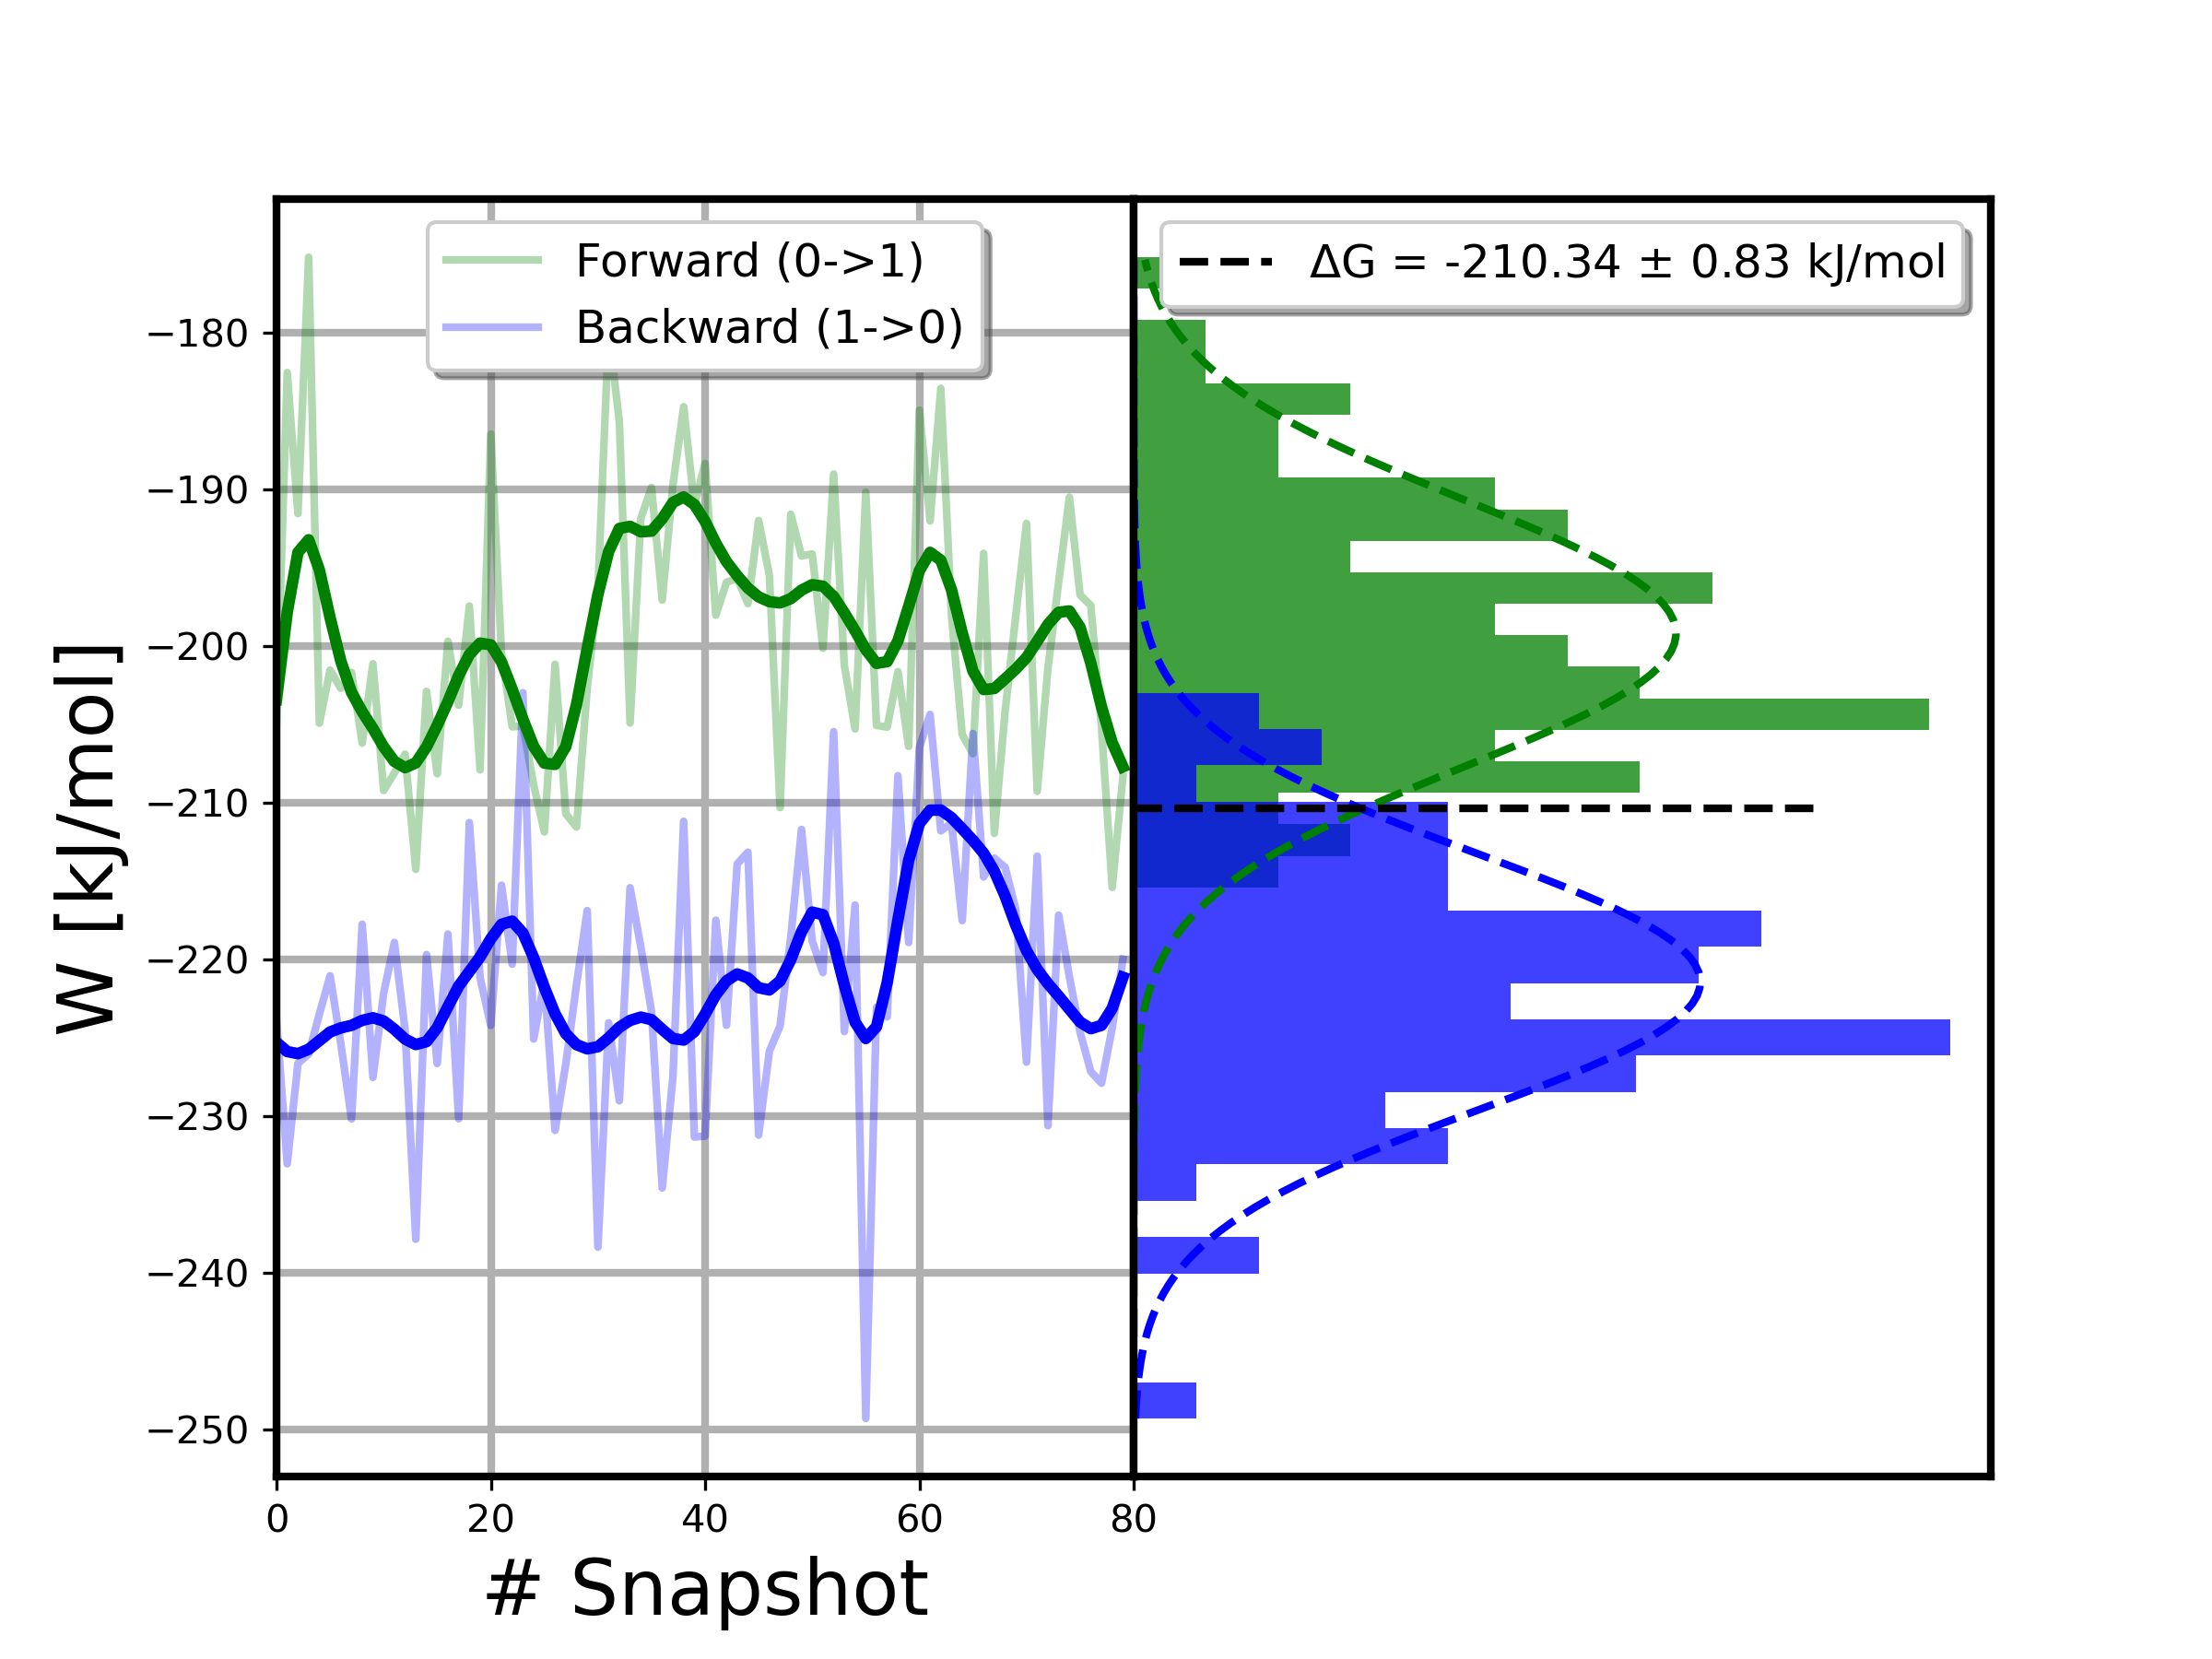 Forward (0->1)
Backward (1->0)
ΔG = -210.34 ± 0.83 kJ/mol
W [kJ/mol]
−180
−190
−200
−210
−220
−230
−240
−250
0 20 40 60 80
# Snapshot